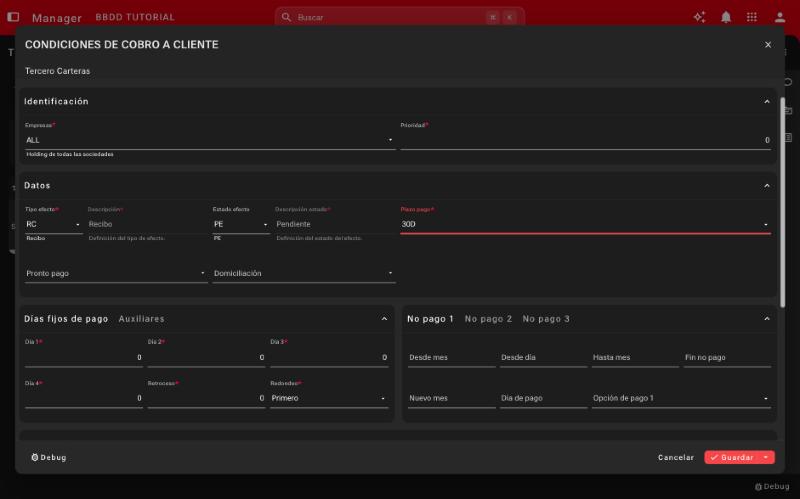 Manager BBDD TUTORIAL Buscar ⌘ K
CONDICIONES DE COBRO A CLIENTE
Tercero Carteras
Identificación
Empresas* Prioridad*
ALL 0
Holding de todas las sociedades
Datos
Tipo efecto* Descripción* Estado efecto Descripción estado* Plazo pago*
RC Recibo PE Pendiente 30D
Recibo Definición del tipo de efecto. PE Definición del estado del efecto.
Pronto pago Domiciliación
Días fijos de pago Auxiliares No pago 1 No pago 2 No pago 3
Día 1* Día 2* Día 3*
0 0 0 Desde mes Desde día Hasta mes Fin no pago
Día 4* Retroceso* Redondeo*
0 0 Primero Nuevo mes Dia de pago Opción de pago 1
Debug Cancelar Guardar
Debug